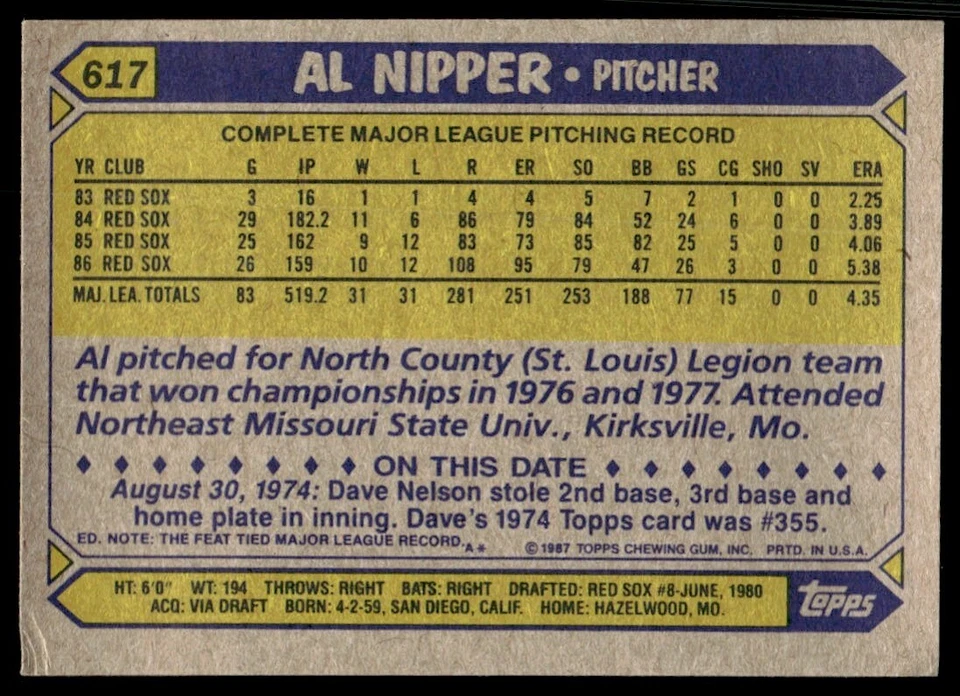 617
AL NIPPER • PITCHER
COMPLETE MAJOR LEAGUE PITCHING RECORD
YR CLUB G IP W L R ER SO BB GS CG SHO SV ERA
83 RED SOX 3 16 1 1 4 4 5 7 2 1 0 0 2.25
84 RED SOX 29 182.2 11 6 86 79 84 52 24 6 0 0 3.89
85 RED SOX 25 162 9 12 83 73 85 82 25 5 0 0 4.06
86 RED SOX 26 159 10 12 108 95 79 47 26 3 0 0 5.38
MAJ. LEA. TOTALS 83 519.2 31 31 281 251 253 188 77 15 0 0 4.35
Al pitched for North County (St. Louis) Legion team
that won championships in 1976 and 1977. Attended
Northeast Missouri State Univ., Kirksville, Mo.
♦ ♦ ♦ ♦ ♦ ♦ ♦ ♦ ON THIS DATE ♦ ♦ ♦ ♦ ♦ ♦ ♦ ♦
August 30, 1974: Dave Nelson stole 2nd base, 3rd base and
home plate in inning. Dave's 1974 Topps card was #355.
ED. NOTE: THE FEAT TIED MAJOR LEAGUE RECORD. A* ©1987 TOPPS CHEWING GUM, INC. PRTD. IN U.S.A.
HT: 6'0" WT: 194 THROWS: RIGHT BATS: RIGHT DRAFTED: RED SOX #8-JUNE, 1980
ACQ: VIA DRAFT BORN: 4-2-59, SAN DIEGO, CALIF. HOME: HAZELWOOD, MO.
topps